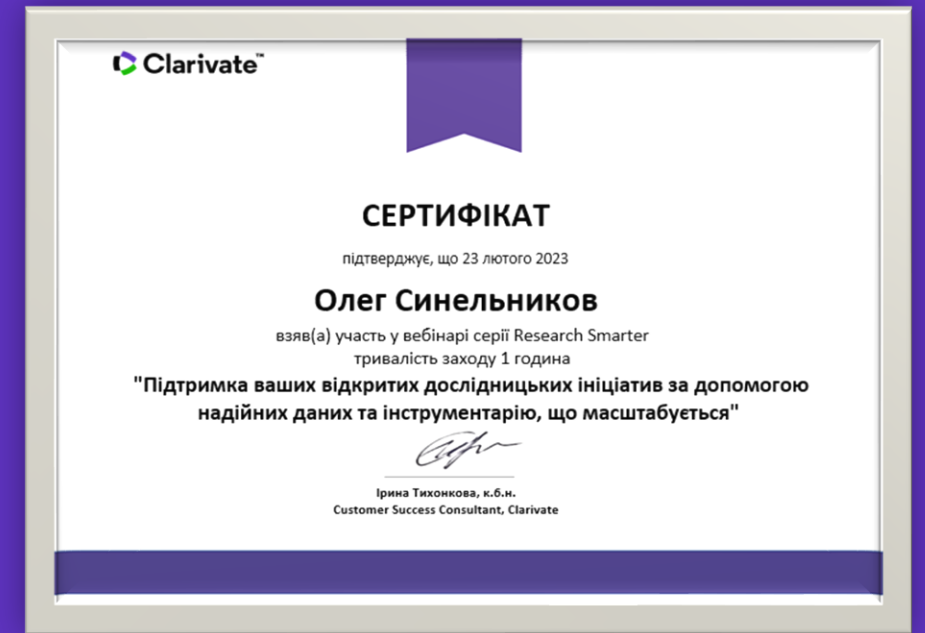 Clarivate™
СЕРТИФІКАТ
підтверджує, що 23 лютого 2023
Олег Синельников
взяв(а) участь у вебінарі серії Research Smarter
тривалість заходу 1 година
"Підтримка ваших відкритих дослідницьких ініціатив за допомогою
надійних даних та інструментарію, що масштабується"
Ірина Тихонкова, к.б.н.
Customer Success Consultant, Clarivate